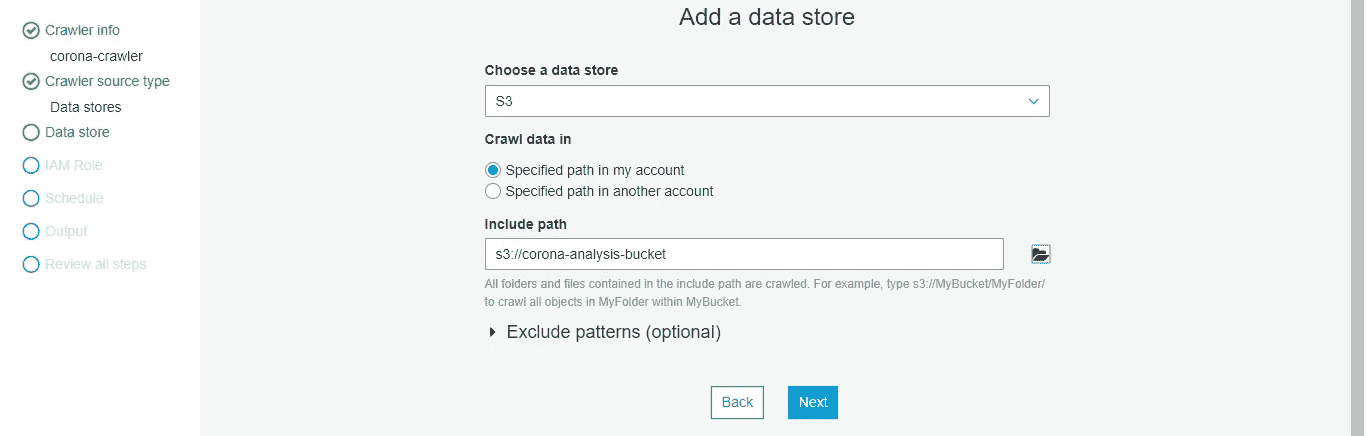 Crawler info
corona-crawler
Crawler source type
Data stores
Data store
IAM Role
Schedule
Output
Review all steps
Add a data store
Choose a data store
S3
Crawl data in
Specified path in my account
Specified path in another account
Include path
s3://corona-analysis-bucket
All folders and files contained in the include path are crawled. For example, type s3://MyBucket/MyFolder/
to crawl all objects in MyFolder within MyBucket.
Exclude patterns (optional)
Back
Next